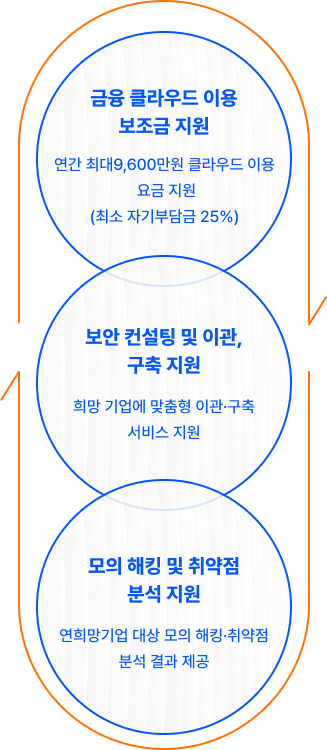 금융 클라우드 이용
보조금 지원
연간 최대9,600만원 클라우드 이용
요금 지원
(최소 자기부담금 25%)
보안 컨설팅 및 이관,
구축 지원
희망 기업에 맞춤형 이관·구축
서비스 지원
모의 해킹 및 취약점
분석 지원
연희망기업 대상 모의 해킹·취약점
분석 결과 제공